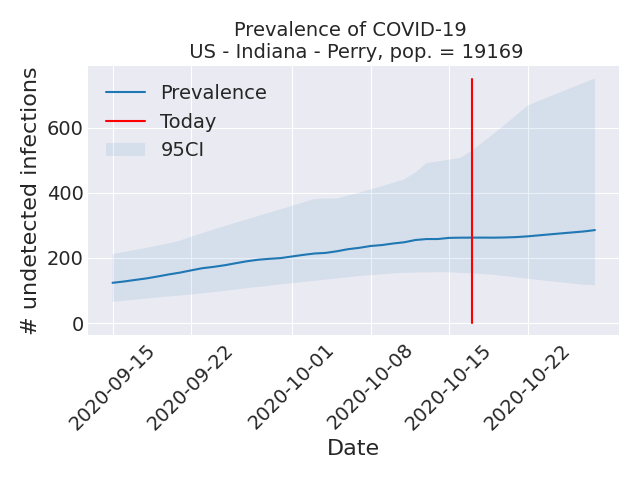 Prevalence of COVID-19
US - Indiana - Perry, pop. = 19169
# undetected infections
600
400
200
0
Prevalence
Today
95CI
2020-09-15
2020-09-22
2020-10-01
2020-10-08
2020-10-15
2020-10-22
Date